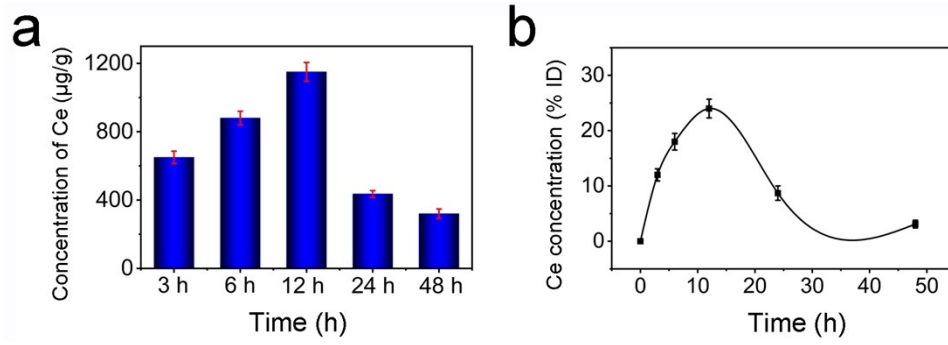 a
Concentration of Ce (µg/g)
1200
800
400
0
3 h 6 h 12 h 24 h 48 h
Time (h)
b
Ce concentration (% ID)
30
20
10
0
0 10 20 30 40 50
Time (h)